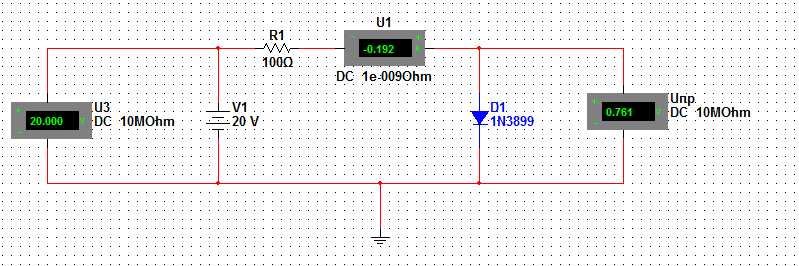 U1
R1
- +
-0.192 A
100Ω
DC 1e-009Ohm
+
U3
20.000 V
DC 10MOhm
-
V1
20 V
D1
1N3899
+
Uпр
0.761 V
DC 10MOhm
-